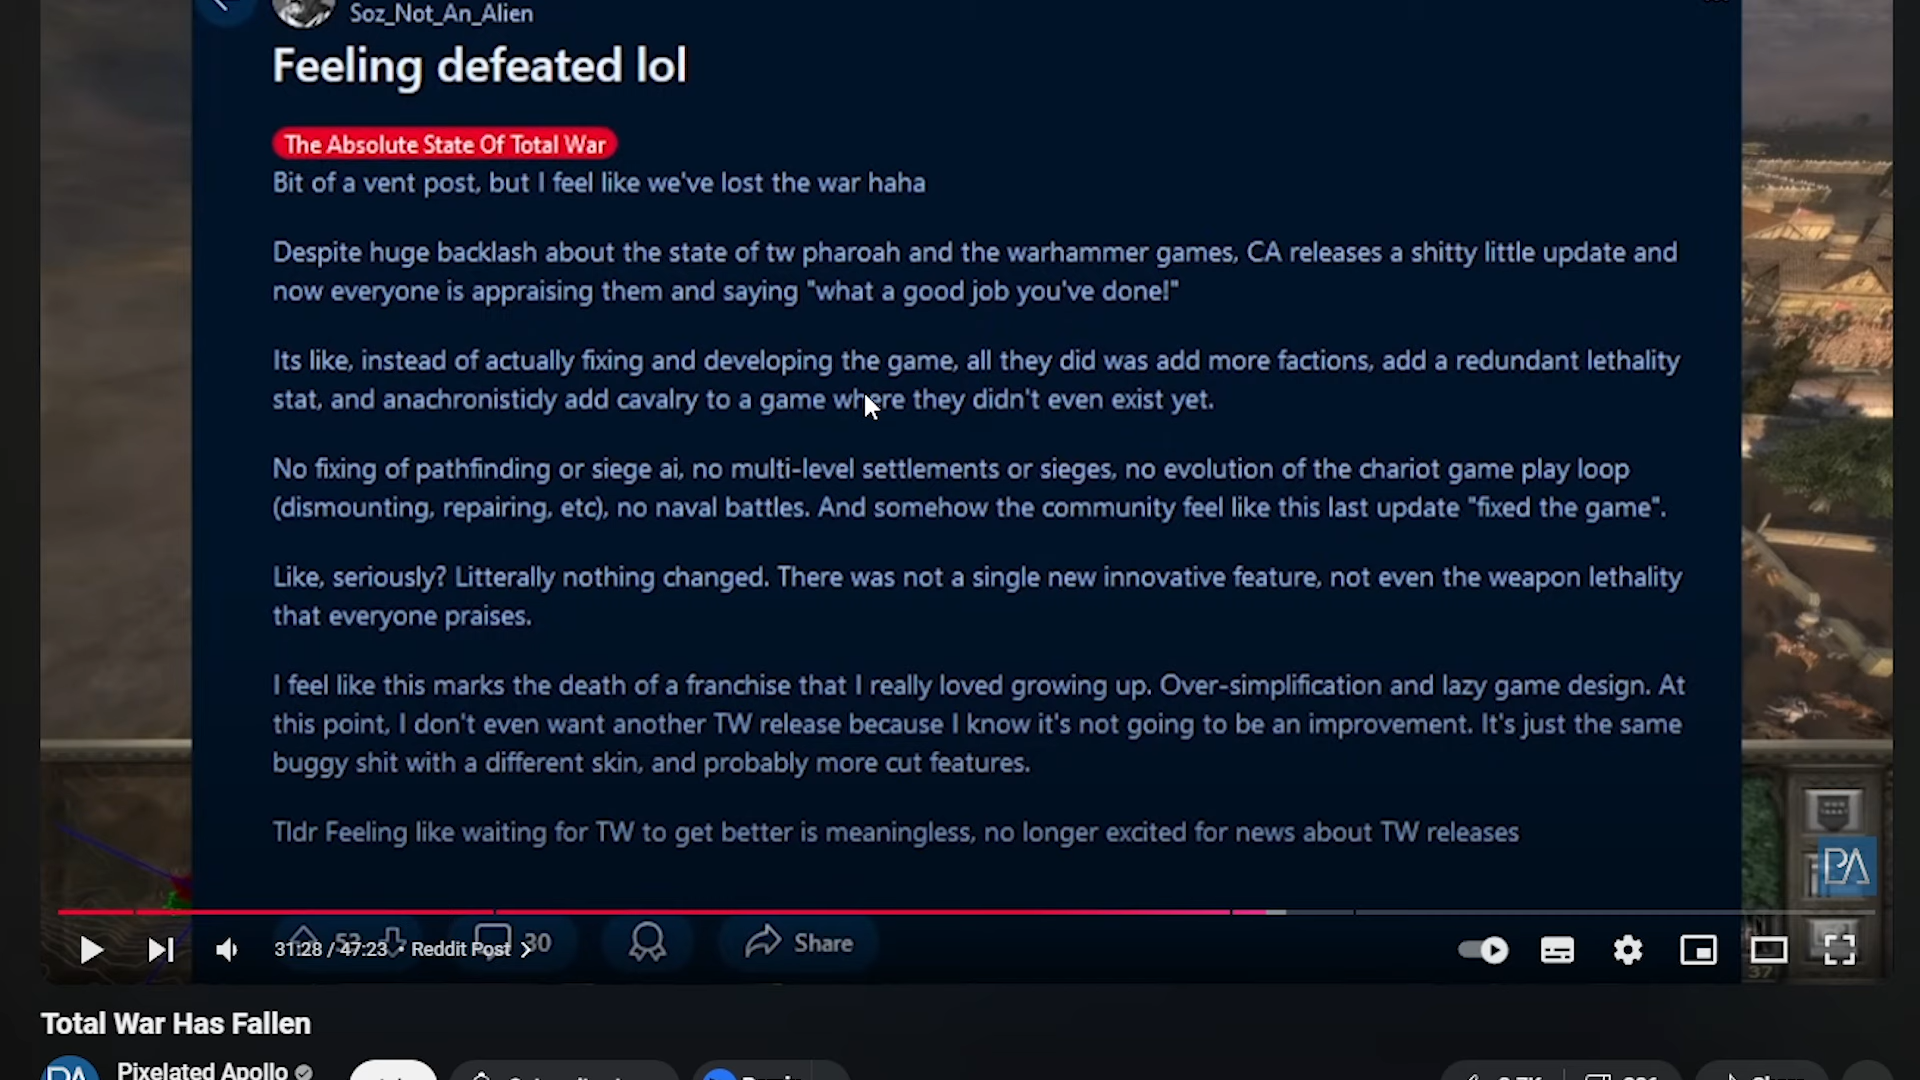 Soz_Not_An_Alien
Feeling defeated lol
The Absolute State Of Total War
Bit of a vent post, but I feel like we've lost the war haha
Despite huge backlash about the state of tw pharoah and the warhammer games, CA releases a shitty little update and
now everyone is appraising them and saying "what a good job you've done!"
Its like, instead of actually fixing and developing the game, all they did was add more factions, add a redundant lethality
stat, and anachronisticly add cavalry to a game where they didn't even exist yet.
No fixing of pathfinding or siege ai, no multi-level settlements or sieges, no evolution of the chariot game play loop
(dismounting, repairing, etc), no naval battles. And somehow the community feel like this last update "fixed the game".
Like, seriously? Litterally nothing changed. There was not a single new innovative feature, not even the weapon lethality
that everyone praises.
I feel like this marks the death of a franchise that I really loved growing up. Over-simplification and lazy game design. At
this point, I don't even want another TW release because I know it's not going to be an improvement. It's just the same
buggy shit with a different skin, and probably more cut features.
Tldr Feeling like waiting for TW to get better is meaningless, no longer excited for news about TW releases
PA
53 30 Share
31:28 / 47:23 • Reddit Post
37
Total War Has Fallen
Pixelated Apollo
PA